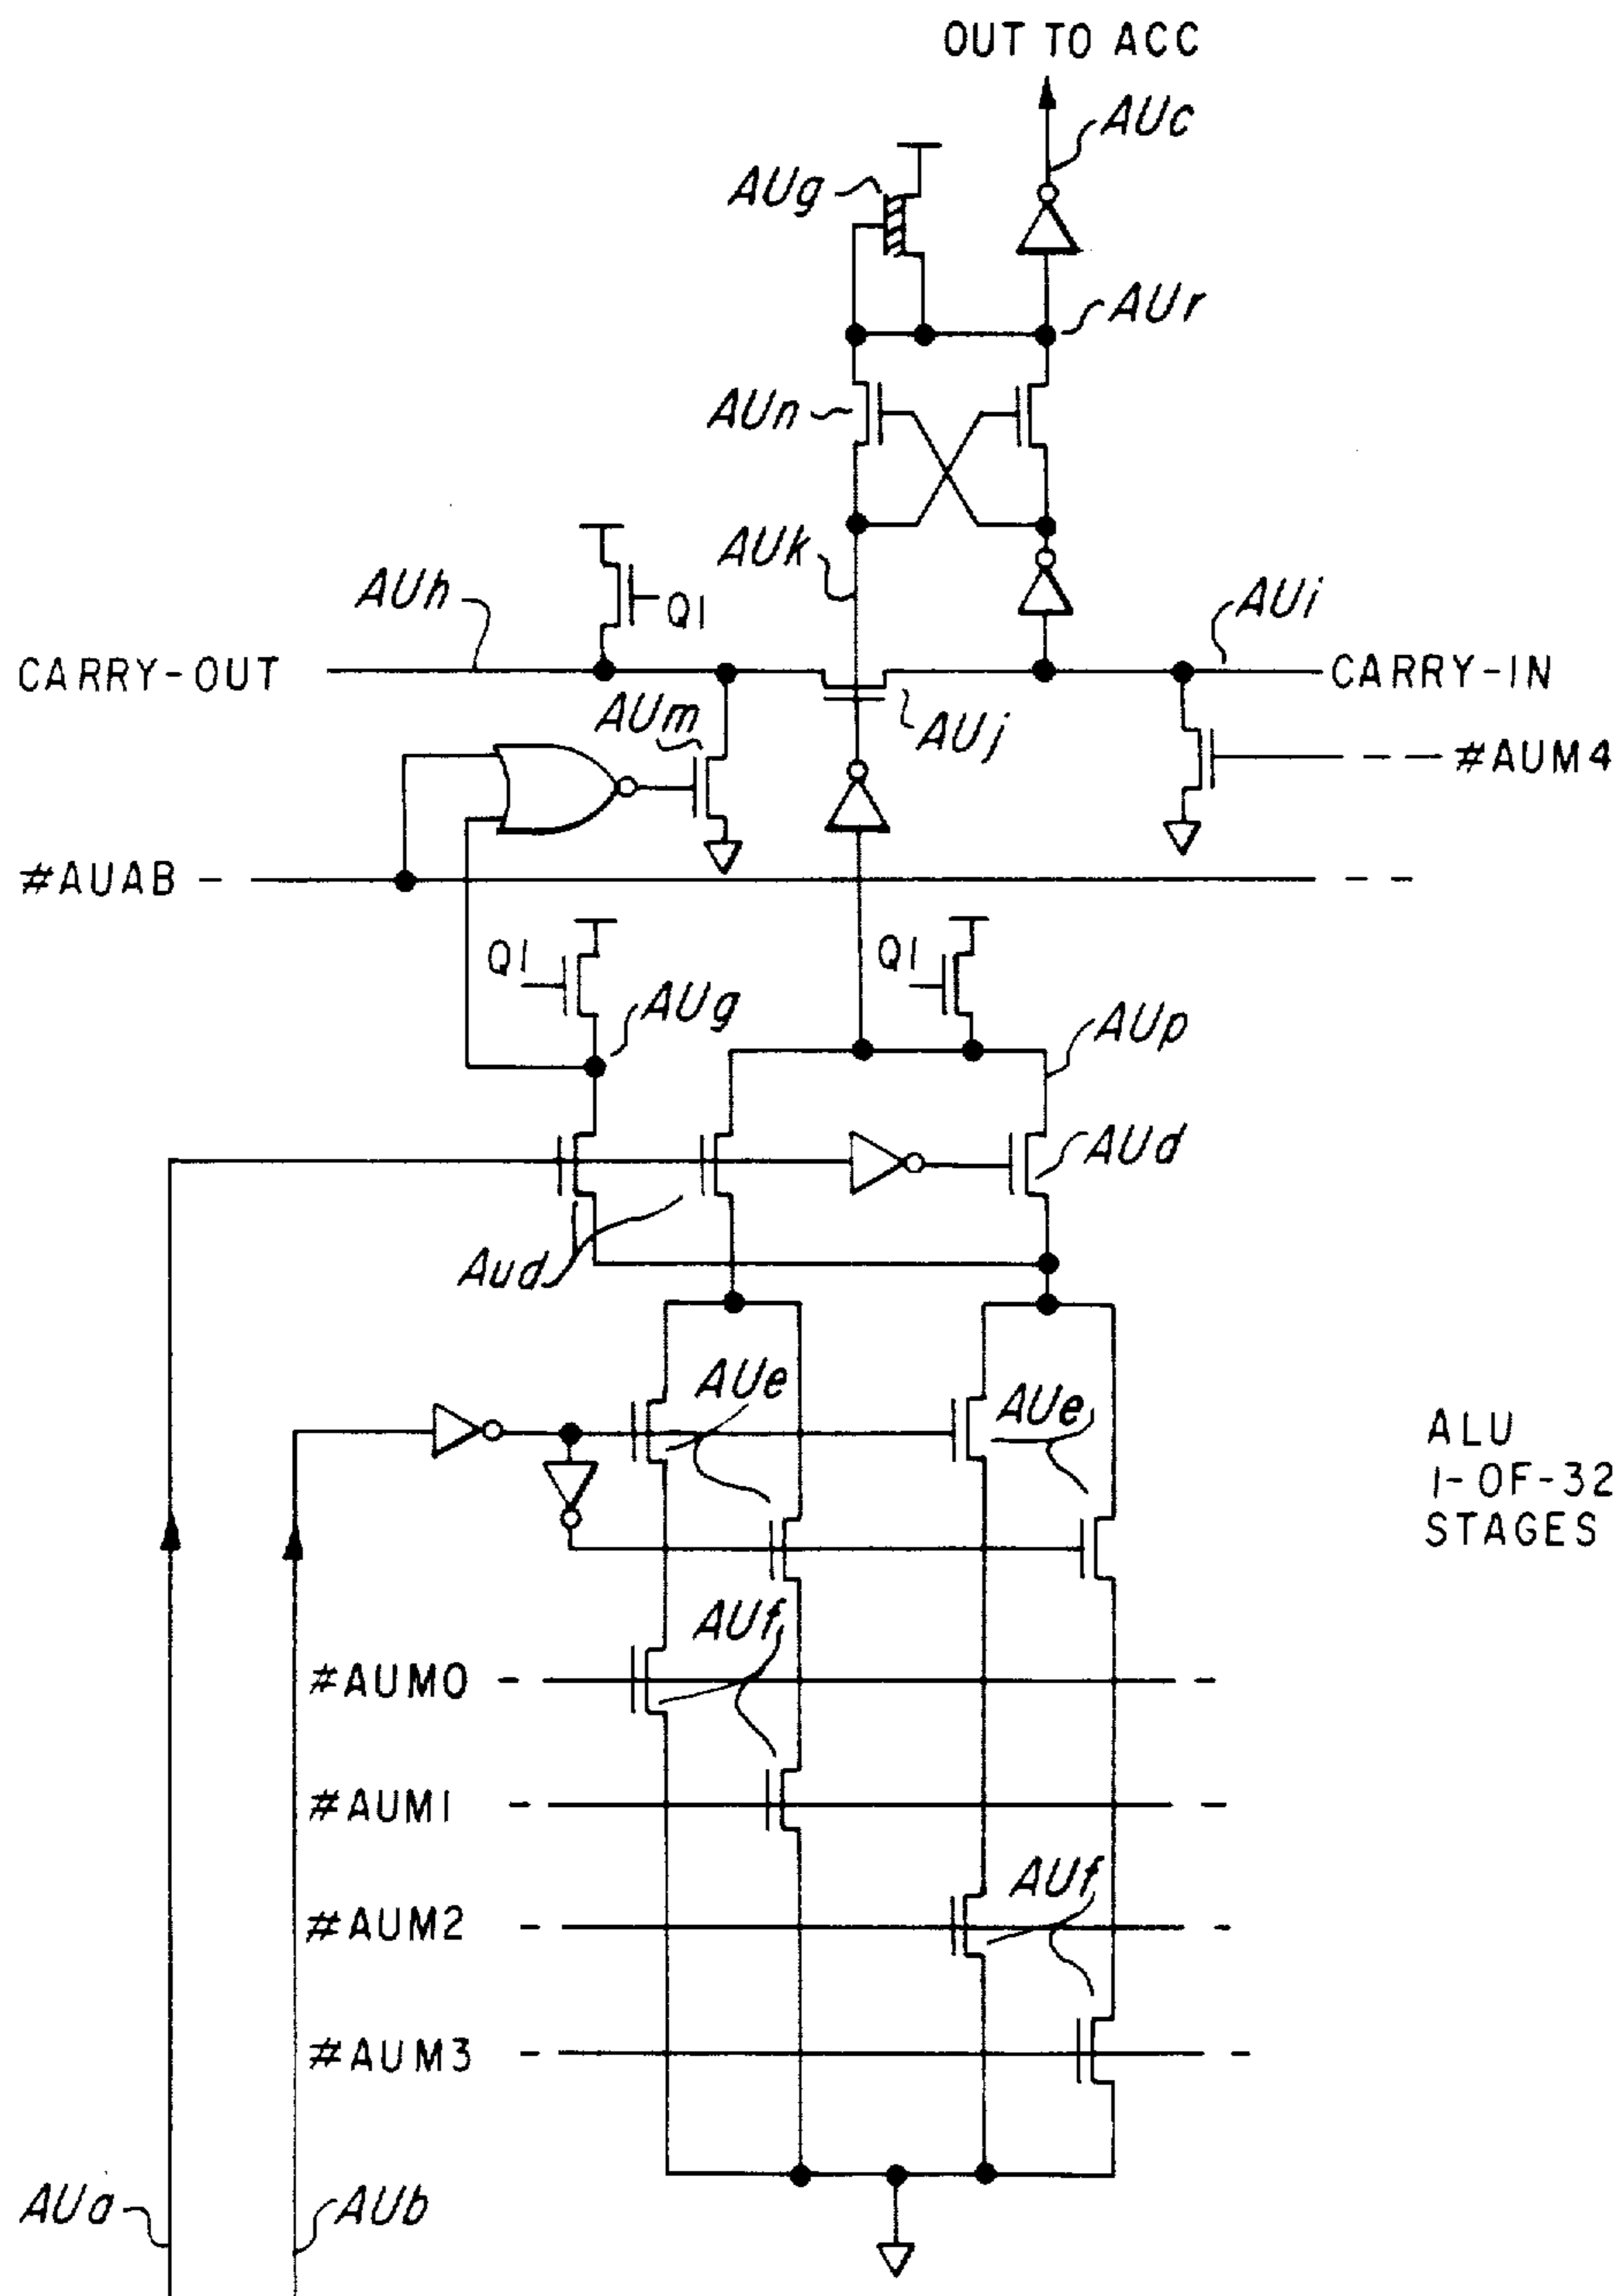 OUT TO ACC
AUc
AUg
AUr
AUn
AUk
AUh
Q1
AUi
CARRY-OUT
CARRY-IN
AUm
AUj
#AUM4
#AUAB
Q1
Q1
AUg
AUp
AUd
Aud
AUe
AUe
ALU
1-OF-32
STAGES
AUf
#AUM0
#AUM1
AUf
#AUM2
#AUM3
AUa
AUb